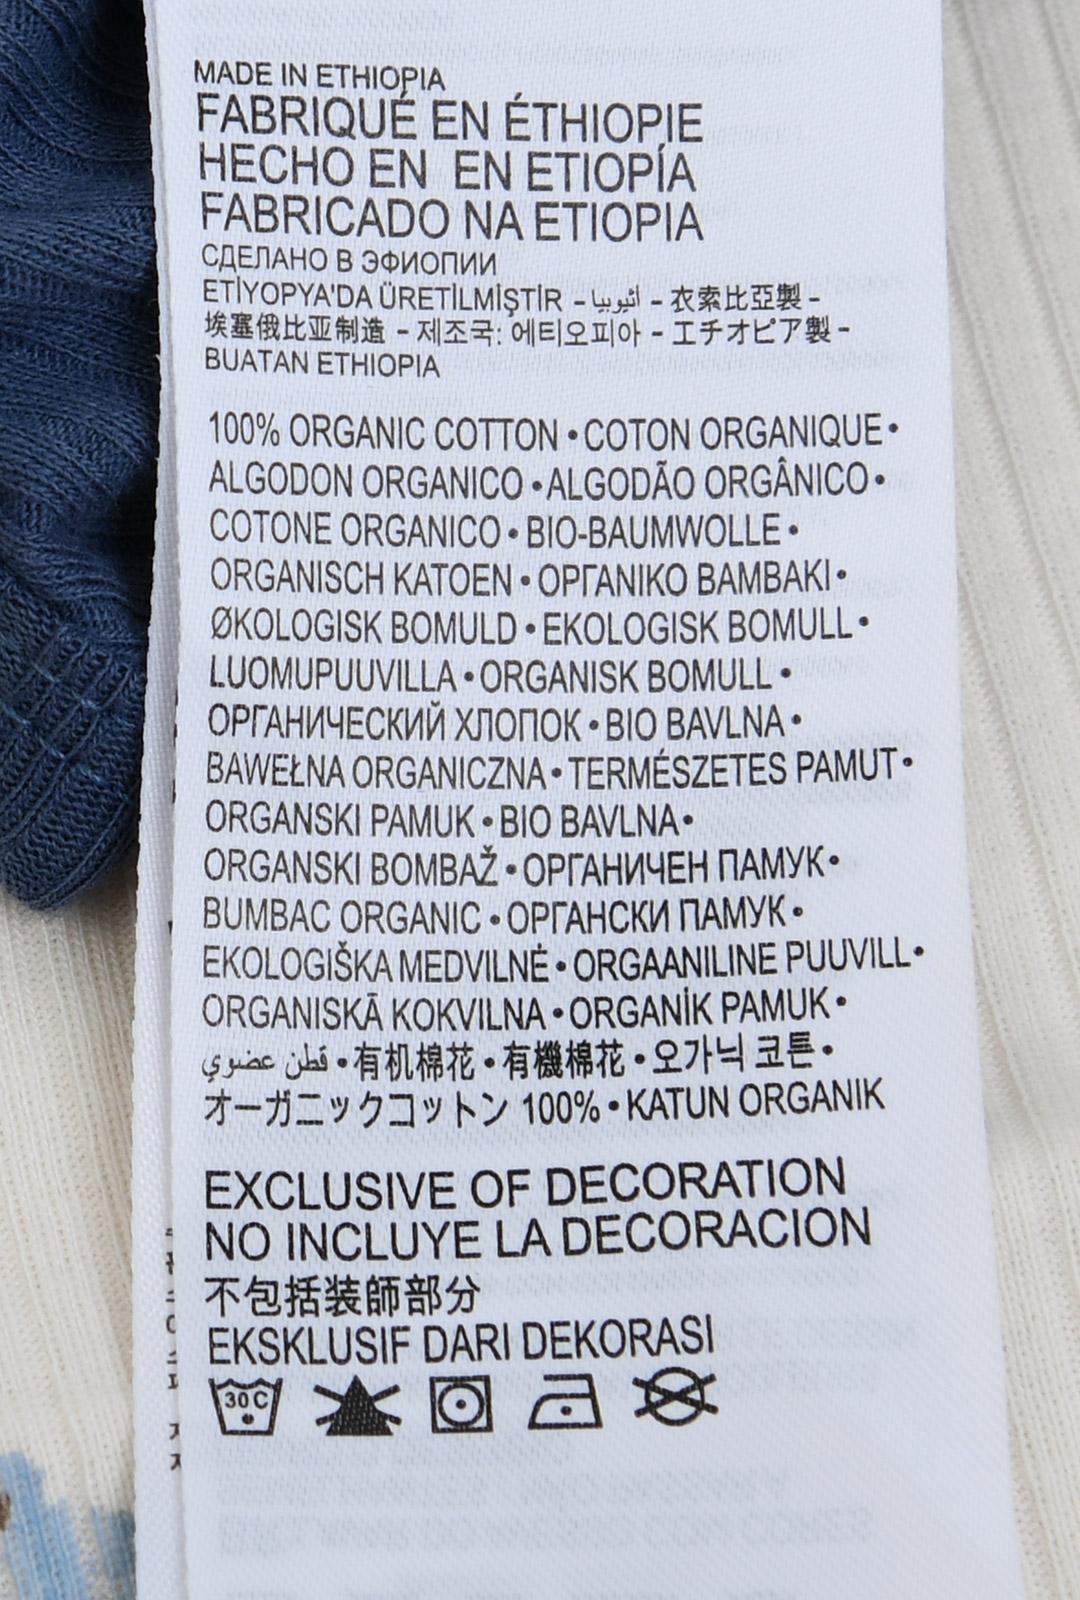 MADE IN ETHIOPIA
FABRIQUÉ EN ÉTHIOPIE
HECHO EN EN ETIOPÍA
FABRICADO NA ETIOPIA
СДЕЛАНО В ЭФИОПИИ
ETİYOPYA'DA ÜRETİLMİŞTİR - اثيوبيا - 衣索比亞製 -
埃塞俄比亚制造 - 제조국: 에티오피아 - エチオピア製 -
BUATAN ETHIOPIA
100% ORGANIC COTTON • COTON ORGANIQUE •
ALGODON ORGANICO • ALGODÃO ORGÂNICO •
COTONE ORGANICO • BIO-BAUMWOLLE •
ORGANISCH KATOEN • ΟΡΓΑΝΙΚΟ ΒΑΜΒΑΚΙ •
ØKOLOGISK BOMULD • EKOLOGISK BOMULL •
LUOMUPUUVILLA • ORGANISK BOMULL •
ОРГАНИЧЕСКИЙ ХЛОПОК • BIO BAVLNA •
BAWEŁNA ORGANICZNA • TERMÉSZETES PAMUT •
ORGANSKI PAMUK • BIO BAVLNA •
ORGANSKI BOMBAŽ • ОРГАНИЧЕН ПАМУК •
BUMBAC ORGANIC • ОРГАНСКИ ПАМУК •
EKOLOGIŠKA MEDVILNĖ • ORGAANILINE PUUVILL •
ORGANISKĀ KOKVILNA • ORGANİK PAMUK •
قطن عضوي • 有机棉花 • 有機棉花 • 오가닉 코튼 •
オーガニックコットン 100% • KATUN ORGANIK
EXCLUSIVE OF DECORATION
NO INCLUYE LA DECORACION
不包括装師部分
EKSKLUSIF DARI DEKORASI
30 C